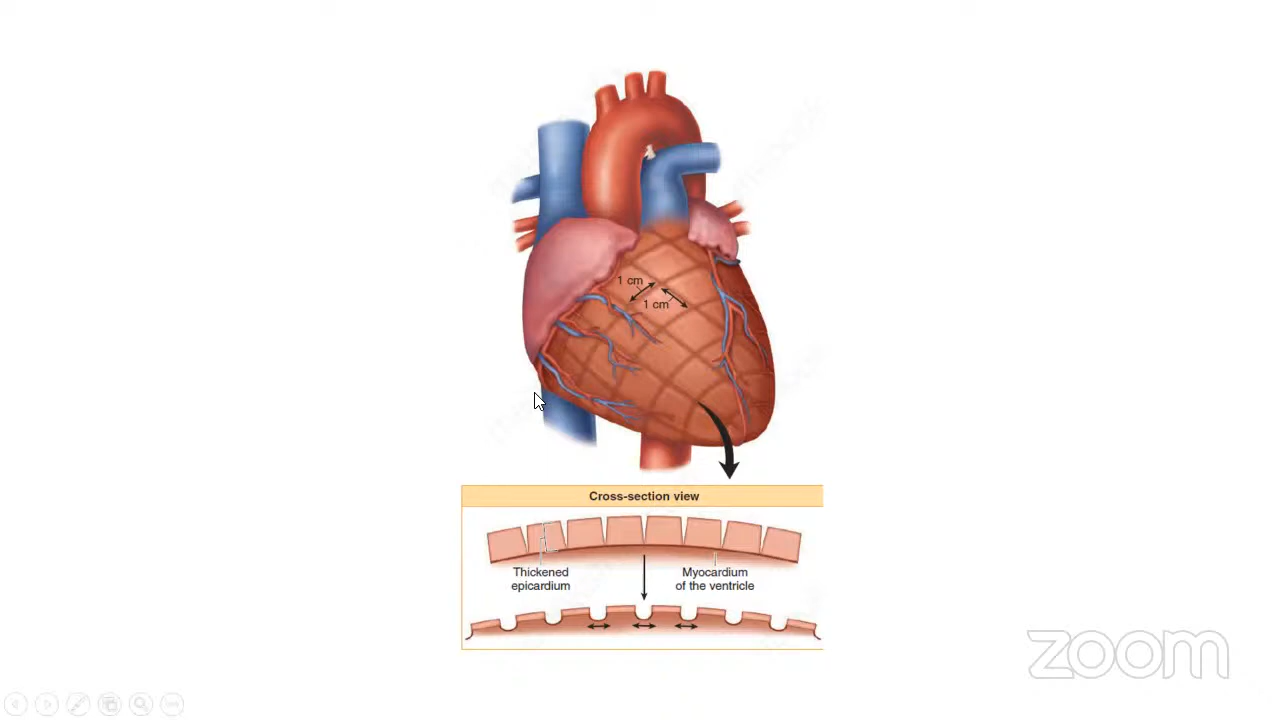 1 cm
1 cm
Cross-section view
Thickened
epicardium
Myocardium
of the ventricle
zoom